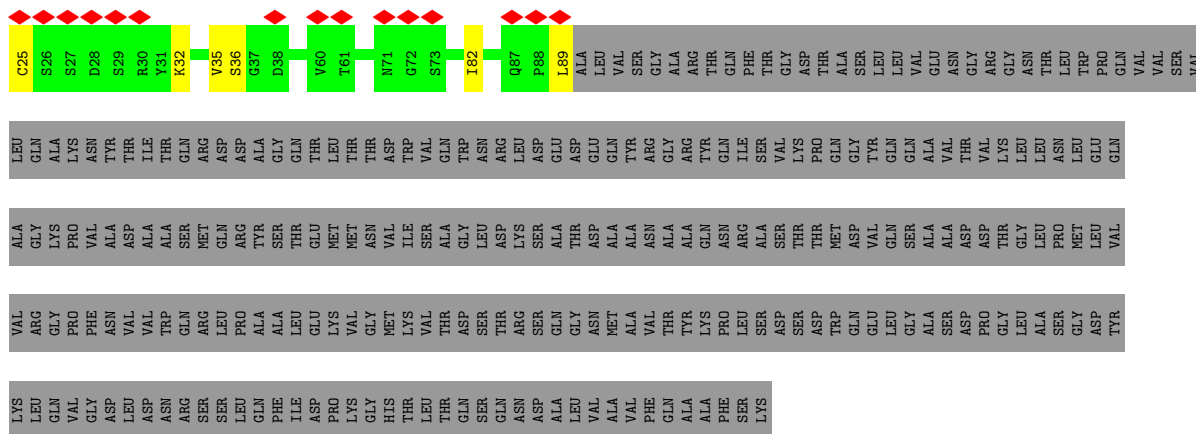 C25 S26 S27 D28 S29 R30 Y31 K32 V35 S36 G37 D38 V60 T61 N71 G72 S73 I82 Q87 P88 L89 ALA LEU VAL SER GLY ALA ARG THR GLN PHE THR GLY ASP THR ALA SER LEU LEU VAL GLU ASN GLY ARG GLY ASN THR LEU TRP PRO GLN VAL VAL SER VAL
LEU GLN ALA LYS ASN TYR THR ILE THR GLN ARG ASP ASP ALA GLY GLN THR LEU THR THR ASP TRP VAL GLN TRP ASN ARG LEU ASP GLU ASP GLU GLN TYR ARG GLY ARG TYR GLN ILE SER VAL LYS PRO GLN GLY TYR GLN GLN ALA VAL THR VAL LYS LEU LEU ASN LEU GLU GLN
ALA GLY LYS PRO VAL ALA ASP ALA ALA SER MET GLN ARG TYR SER THR GLU MET MET ASN VAL ILE SER ALA GLY LEU ASP LYS SER ALA THR ASP ALA ALA ASN ALA ALA GLN ASN ARG ALA SER THR THR MET ASP VAL GLN SER ALA ALA ASP ASP THR GLY LEU PRO MET LEU VAL
VAL ARG GLY PRO PHE ASN VAL VAL TRP GLN ARG LEU PRO ALA ALA LEU GLU LYS VAL GLY MET LYS VAL THR ASP SER THR ARG SER GLN GLY ASN MET ALA VAL THR TYR LYS PRO LEU SER ASP SER ASP TRP GLN GLU LEU GLY ALA SER ASP PRO GLY LEU ALA SER GLY ASP TYR
LYS LEU GLN VAL GLY ASP LEU ASP ASN ARG SER SER LEU GLN PHE ILE ASP PRO LYS GLY HIS THR LEU THR GLN SER GLN ASN ASP ALA LEU VAL ALA VAL PHE GLN ALA ALA PHE SER LYS